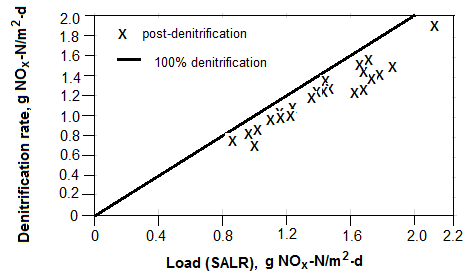 Denitrification rate, g NOx-N/m²-d
2.0
1.8
1.6
1.4
1.8
1.0
0.8
0.6
0.4
0.2
0
X post-denitrification
100% denitrification
0 0.4 0.8 1.2 1.6 2.0 2.2
Load (SALR), g NOx-N/m²-d